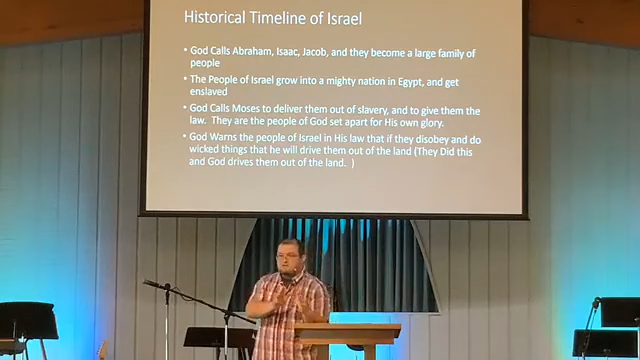 Historical Timeline of Israel
• God Calls Abraham, Isaac, Jacob, and they become a large family of
people
• The People of Israel grow into a mighty nation in Egypt, and get
enslaved
• God Calls Moses to deliver them out of slavery, and to give them the
law.  They are the people of God set apart for His own glory.
• God Warns the people of Israel in His law that if they disobey and do
wicked things that he will drive them out of the land (They Did this
and God drives them out of the land.  )